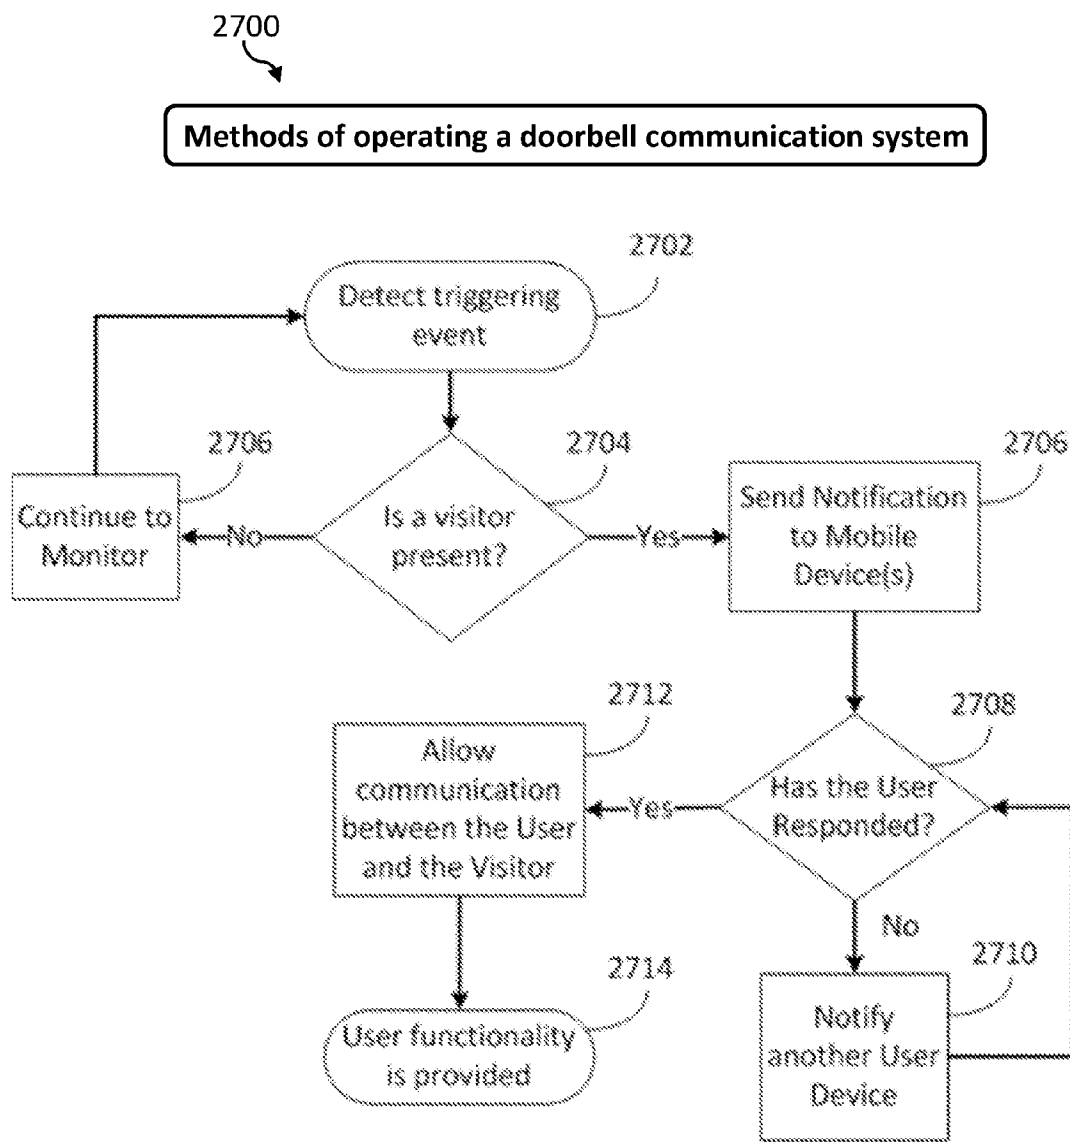 2700
Methods of operating a doorbell communication system
2702
Detect triggering
event
2706
2704
2706
Continue to
Monitor
No
Is a visitor
present?
Yes
Send Notification
to Mobile
Device(s)
2712
2708
Allow
communication
between the User
and the Visitor
Yes
Has the User
Responded?
No
2714
2710
User functionality
is provided
Notify
another User
Device